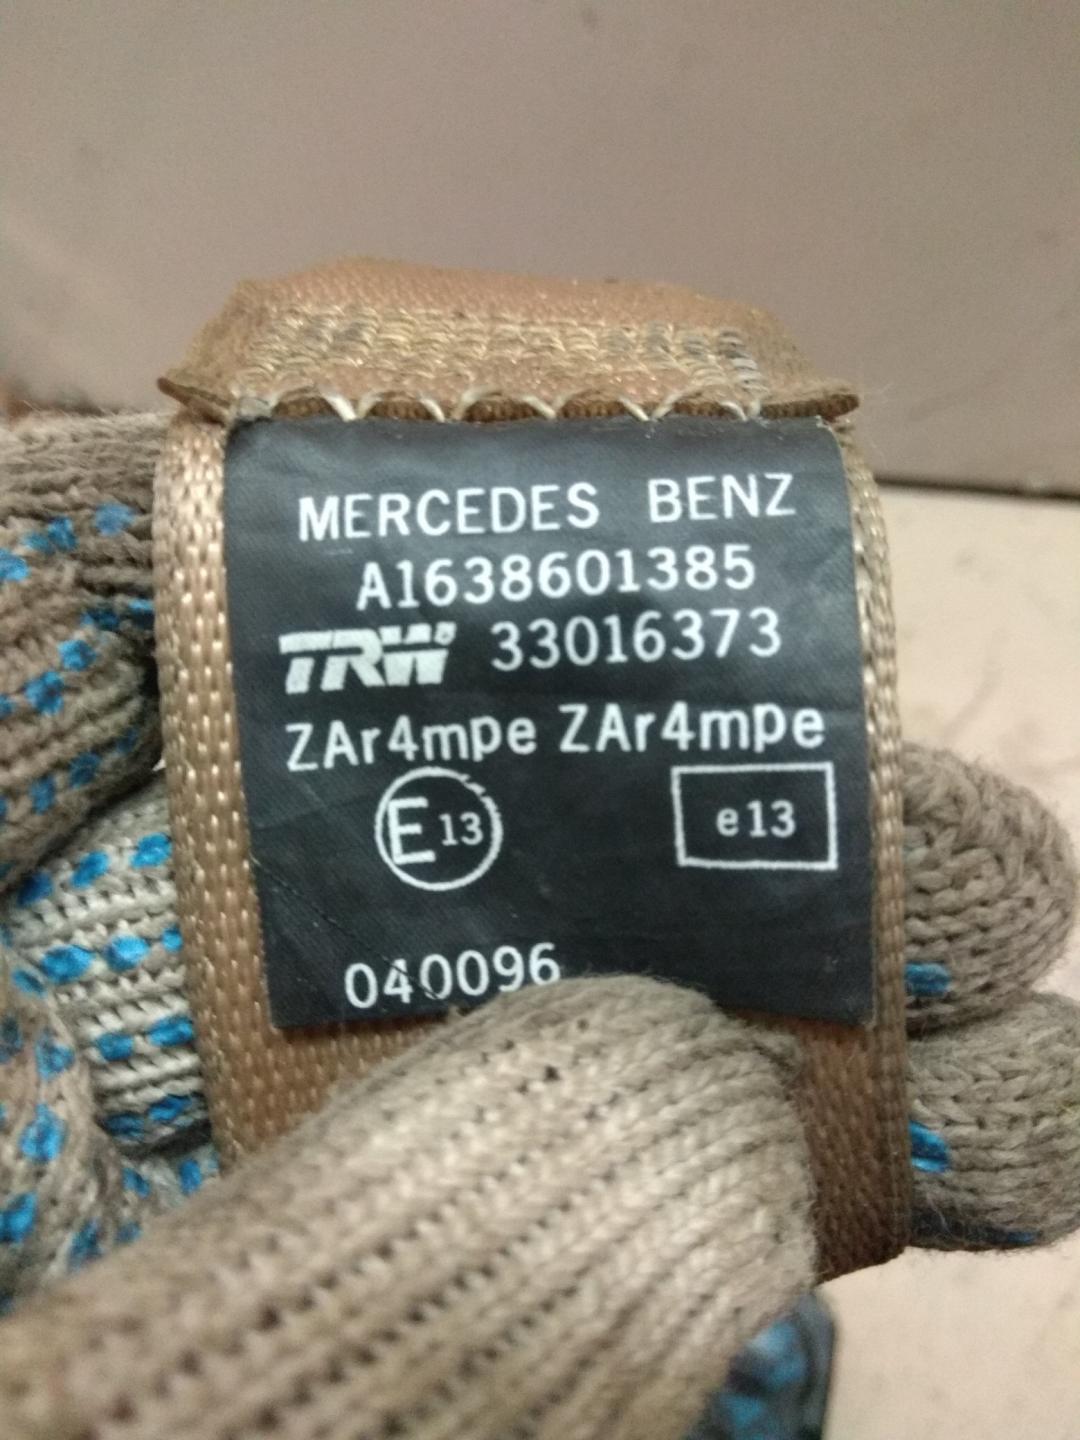 MERCEDES BENZ
A1638601385
TRW 33016373
ZAr4mpe ZAr4mpe
E13 e13
040096